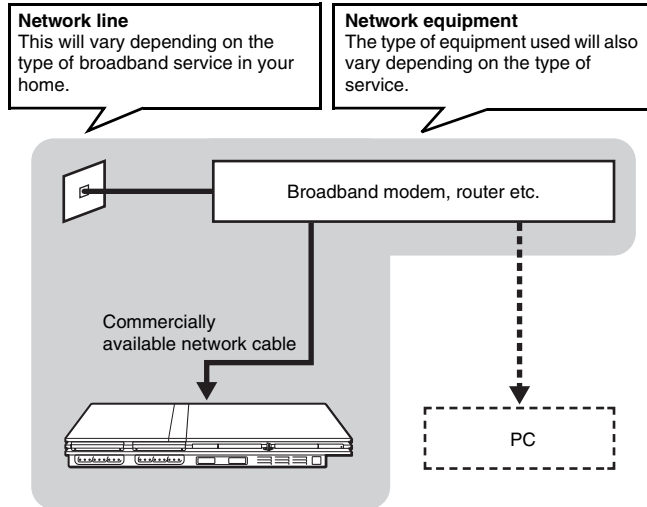 Network line
This will vary depending on the
type of broadband service in your
home.
Network equipment
The type of equipment used will also
vary depending on the type of
service.
Broadband modem, router etc.
Commercially
available network cable
PC